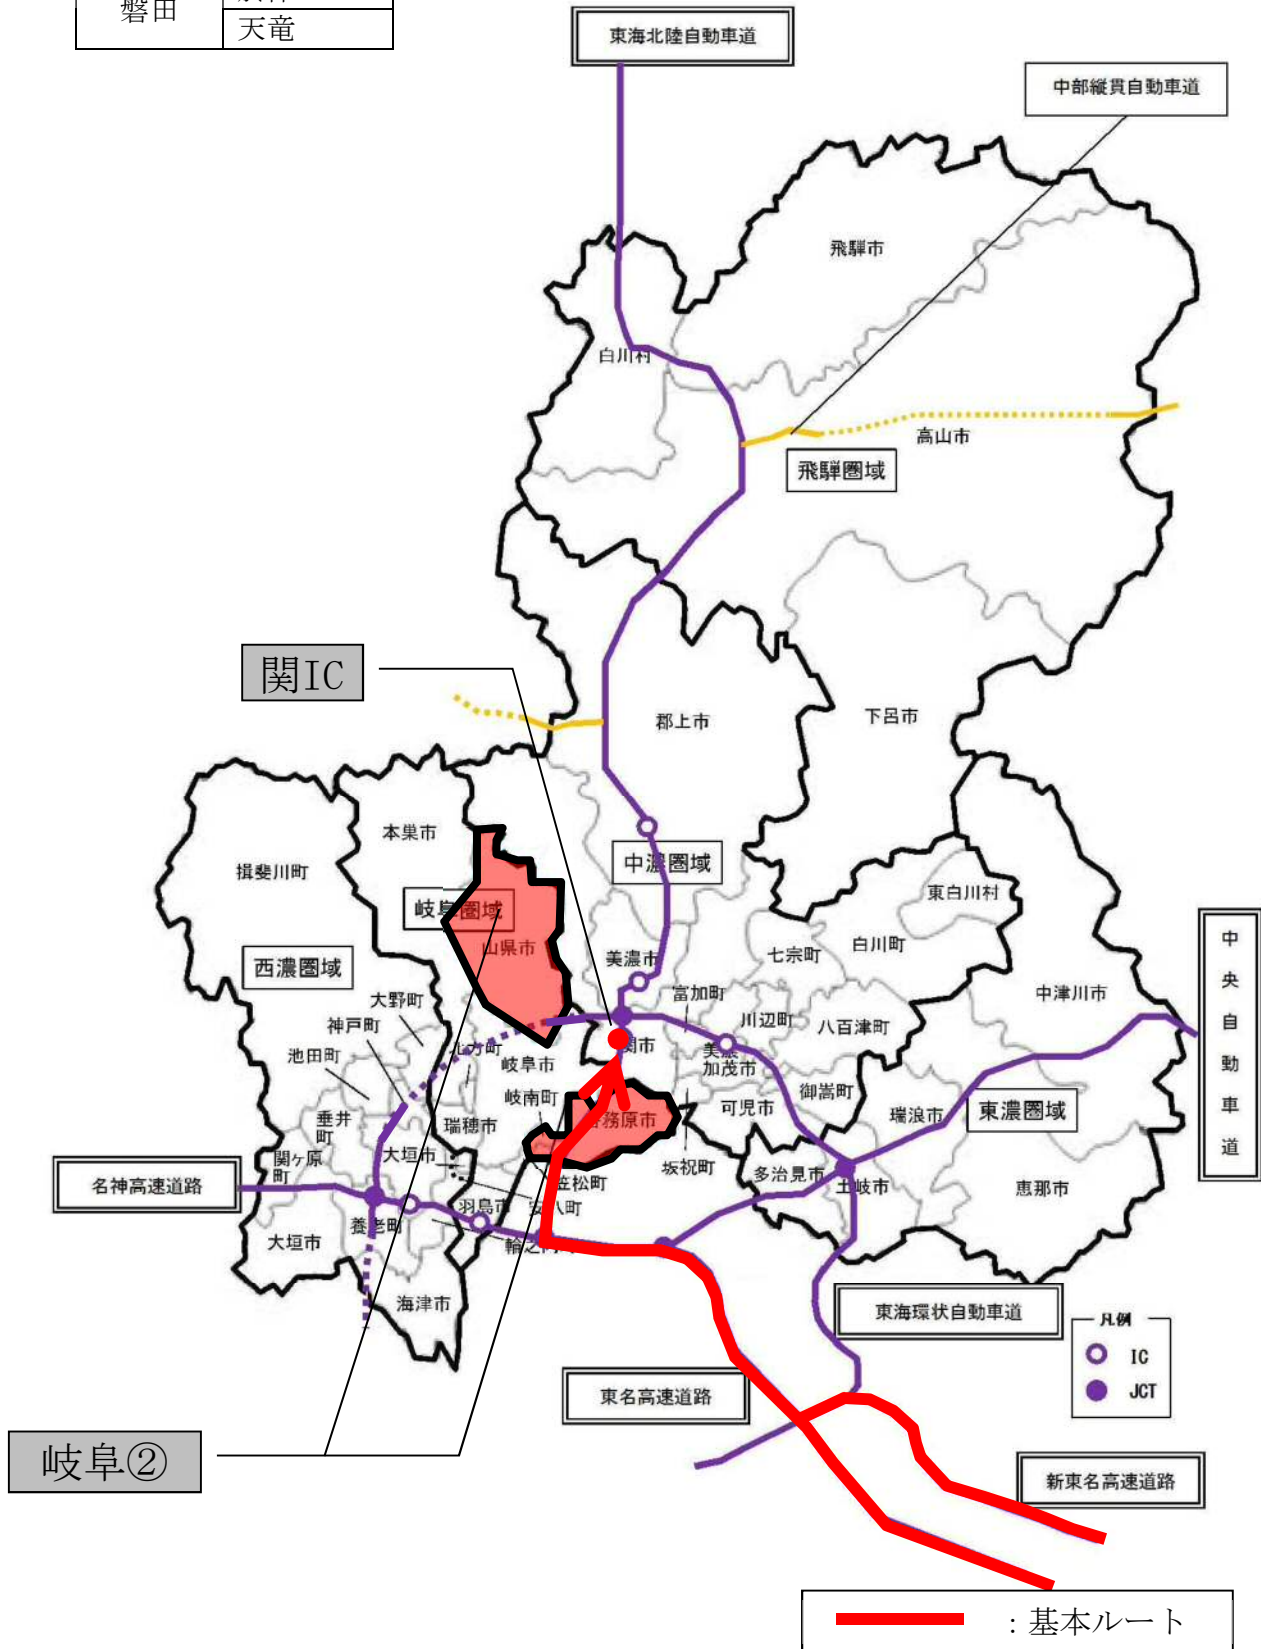 磐田
天竜
東海北陸自動車道
中部縦貫自動車道
飛騨市
白川村
高山市
飛騨圏域
関IC
郡上市
下呂市
本巣市
揖斐川町
中濃圏域
東白川村
岐阜圏域
山県市
美濃市
七宗町
白川町
中央自動車道
西濃圏域
大野町
富加町
中津川市
神戸町
川辺町
八百津町
池田町
北方町
岐阜市
関市
美濃加茂市
御嵩町
岐南町
可児市
瑞浪市
東濃圏域
垂井町
瑞穂市
各務原市
大垣市
坂祝町
多治見市
土岐市
恵那市
関ヶ原町
名神高速道路
笠松町
羽島市
安八町
養老町
大垣市
海津市
東海環状自動車道
凡例
IC
JCT
東名高速道路
岐阜②
新東名高速道路
：基本ルート